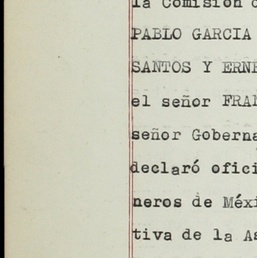 la Comisión
PABLO GARCIA
SANTOS Y ERNE
el señor FRAN
señor Goberna
declaró ofici
neros de Méxi
tiva de la As